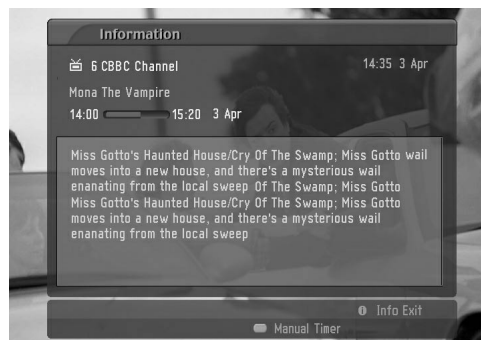 Information
6 CBBC Channel 14:35 3 Apr
Mona The Vampire
14:00 15:20 3 Apr
Miss Gotto's Haunted House/Cry Of The Swamp; Miss Gotto wail
moves into a new house, and there's a mysterious wail
enanating from the local sweep Of The Swamp; Miss Gotto
Miss Gotto's Haunted House/Cry Of The Swamp; Miss Gotto
moves into a new house, and there's a mysterious wail
enanating from the local sweep
Info Exit
Manual Timer